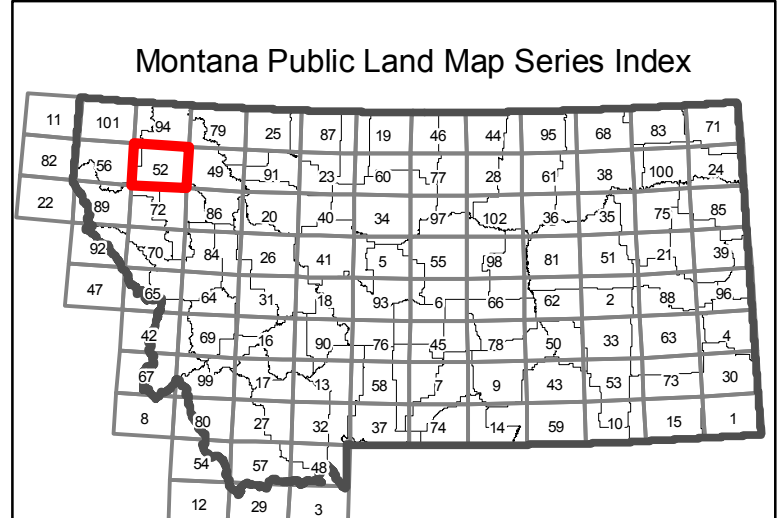 Montana Public Land Map Series Index
11 101 94 79 25 87 19 46 44 95 68 83 71
82 56 52 49 91 23 60 77 28 61 38 100 24
22 89 72 86 20 40 34 97 102 36 35 75 85
92 70 84 26 41 5 55 98 81 51 21 39
47 65 64 31 18 93 6 66 62 2 88 96
42 69 16 90 76 45 78 50 33 63 4
67 99 17 13 58 7 9 43 53 73 30
8 80 27 32 37 74 14 59 10 15 1
54 57 48
12 29 3